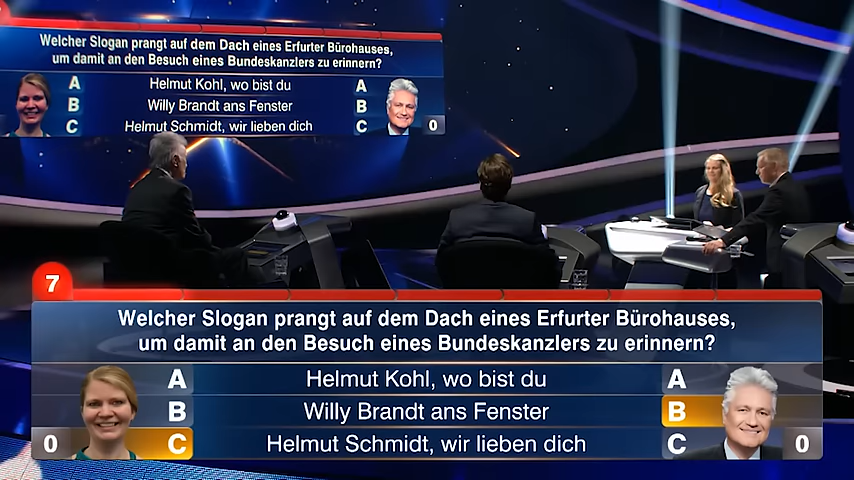 Welcher Slogan prangt auf dem Dach eines Erfurter Bürohauses,
um damit an den Besuch eines Bundeskanzlers zu erinnern?
A Helmut Kohl, wo bist du A
B Willy Brandt ans Fenster B
C Helmut Schmidt, wir lieben dich C 0
7
Welcher Slogan prangt auf dem Dach eines Erfurter Bürohauses,
um damit an den Besuch eines Bundeskanzlers zu erinnern?
A Helmut Kohl, wo bist du A
B Willy Brandt ans Fenster B
0 C Helmut Schmidt, wir lieben dich C 0